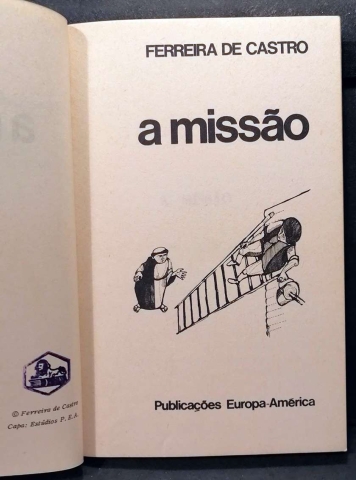 FERREIRA DE CASTRO
a missão
Publicações Europa-América
© Ferreira de Castro
Capa: Estúdios P. E. A.